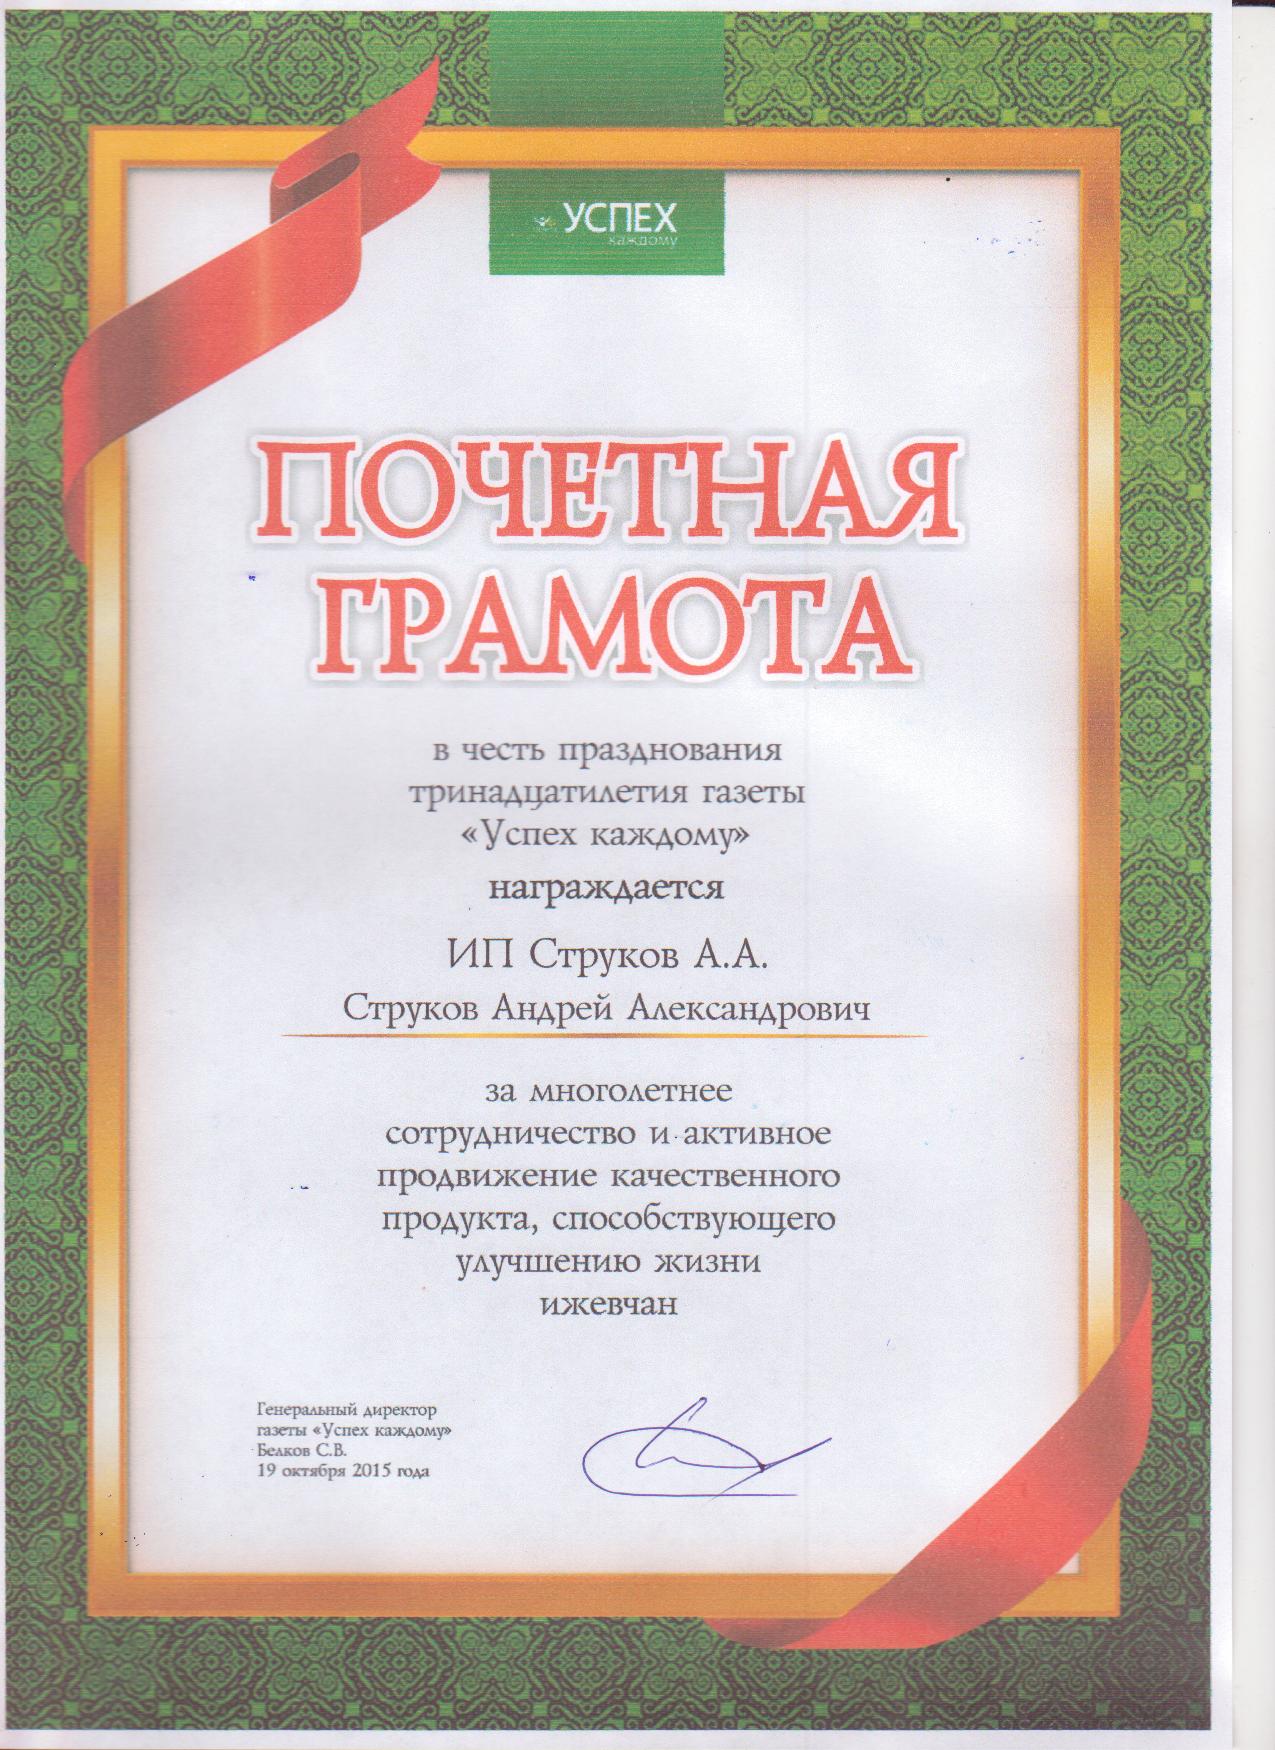 УСПЕХ
каждому
ПОЧЕТНАЯ
ГРАМОТА
в честь празднования
тринадцатилетия газеты
«Успех каждому»
награждается
ИП Струков А.А.
Струков Андрей Александрович
за многолетнее
сотрудничество и активное
продвижение качественного
продукта, способствующего
улучшению жизни
ижевчан
Генеральный директор
газеты «Успех каждому»
Белков С.В.
19 октября 2015 года